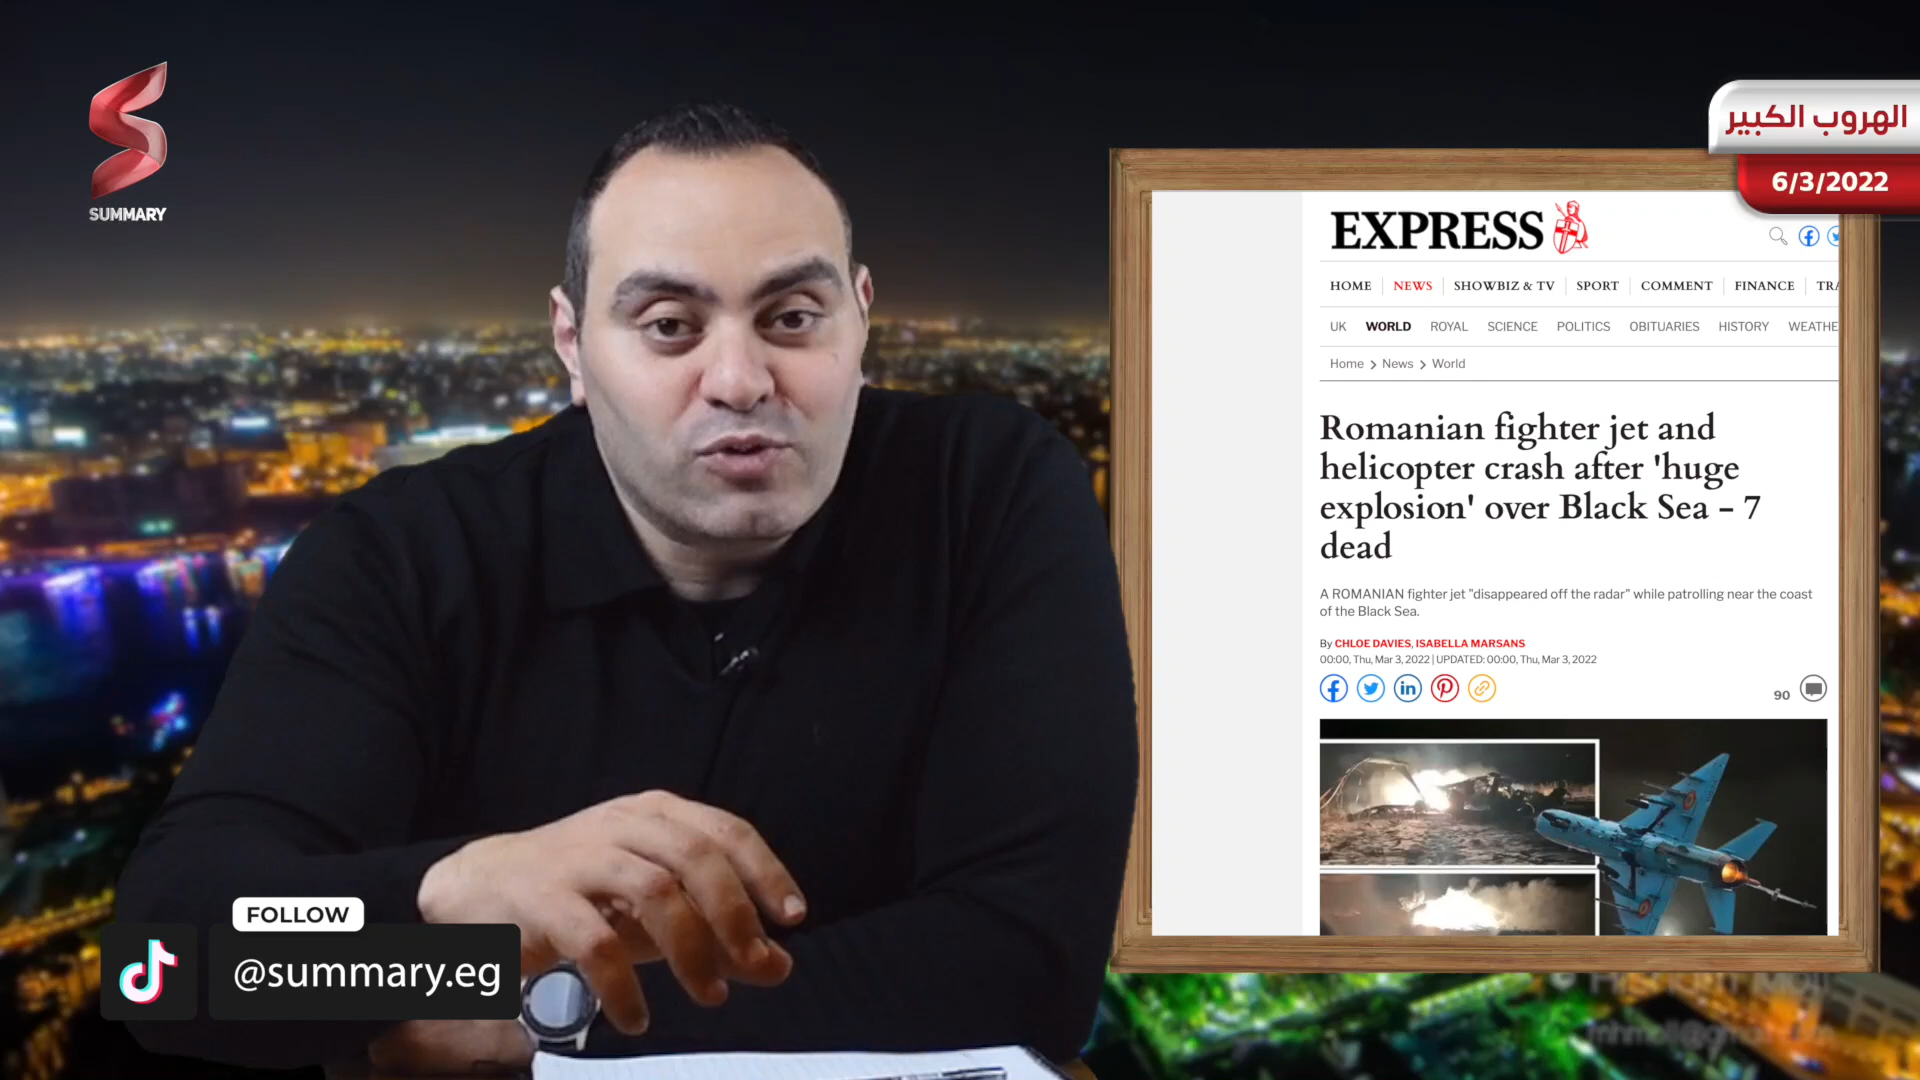 SUMMARY
الهروب الكبير
6/3/2022
EXPRESS
HOME NEWS SHOWBIZ & TV SPORT COMMENT FINANCE TRA
UK WORLD ROYAL SCIENCE POLITICS OBITUARIES HISTORY WEATHE
Home > News > World
Romanian fighter jet and
helicopter crash after 'huge
explosion' over Black Sea – 7
dead
A ROMANIAN fighter jet "disappeared off the radar" while patrolling near the coast
of the Black Sea.
By CHLOE DAVIES, ISABELLA MARSANS
00:00, Thu, Mar 3, 2022 | UPDATED: 00:00, Thu, Mar 3, 2022
90
FOLLOW
@summary.eg